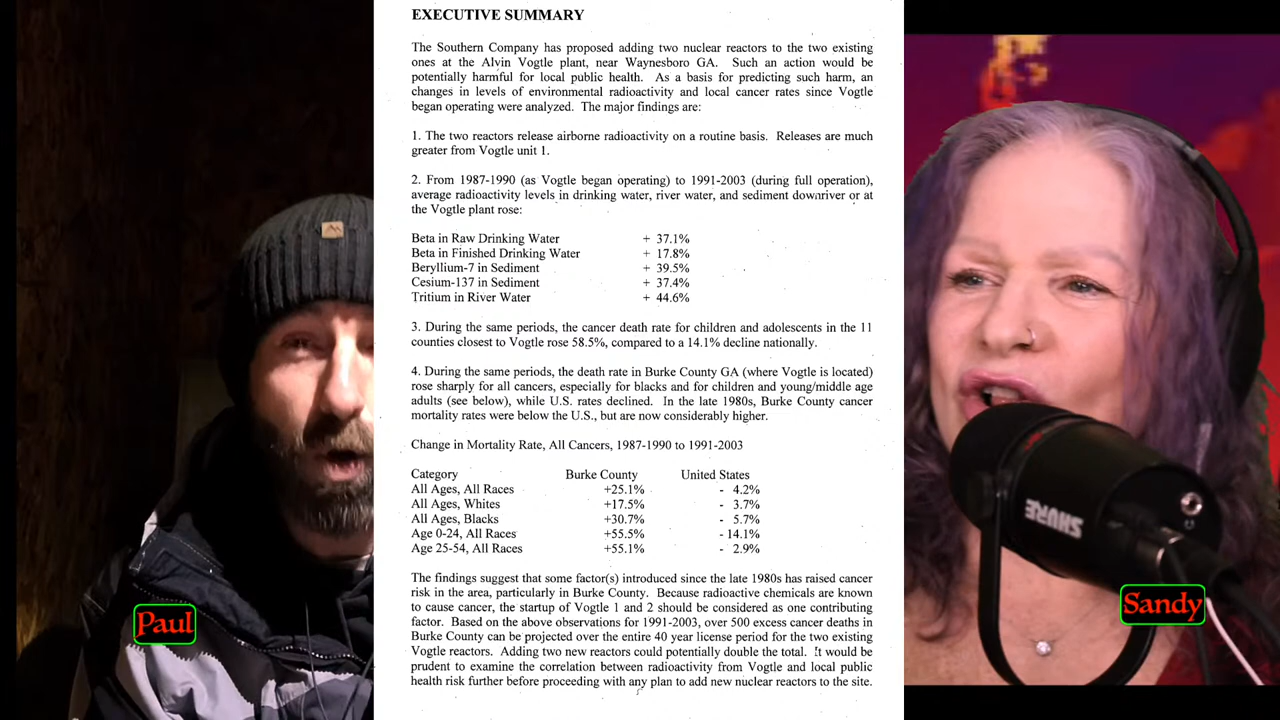 EXECUTIVE SUMMARY
The Southern Company has proposed adding two nuclear reactors to the two existing
ones at the Alvin Vogtle plant, near Waynesboro GA. Such an action would be
potentially harmful for local public health. As a basis for predicting such harm, an
changes in levels of environmental radioactivity and local cancer rates since Vogtle
began operating were analyzed. The major findings are:
1. The two reactors release airborne radioactivity on a routine basis. Releases are much
greater from Vogtle unit 1.
2. From 1987-1990 (as Vogtle began operating) to 1991-2003 (during full operation),
average radioactivity levels in drinking water, river water, and sediment downriver or at
the Vogtle plant rose:
Beta in Raw Drinking Water + 37.1%
Beta in Finished Drinking Water + 17.8%
Beryllium-7 in Sediment + 39.5%
Cesium-137 in Sediment + 37.4%
Tritium in River Water + 44.6%
3. During the same periods, the cancer death rate for children and adolescents in the 11
counties closest to Vogtle rose 58.5%, compared to a 14.1% decline nationally.
4. During the same periods, the death rate in Burke County GA (where Vogtle is located)
rose sharply for all cancers, especially for blacks and for children and young/middle age
adults (see below), while U.S. rates declined. In the late 1980s, Burke County cancer
mortality rates were below the U.S., but are now considerably higher.
Change in Mortality Rate, All Cancers, 1987-1990 to 1991-2003
Category Burke County United States
All Ages, All Races +25.1% - 4.2%
All Ages, Whites +17.5% - 3.7%
All Ages, Blacks +30.7% - 5.7%
Age 0-24, All Races +55.5% - 14.1%
Age 25-54, All Races +55.1% - 2.9%
The findings suggest that some factor(s) introduced since the late 1980s has raised cancer
risk in the area, particularly in Burke County. Because radioactive chemicals are known
to cause cancer, the startup of Vogtle 1 and 2 should be considered as one contributing
factor. Based on the above observations for 1991-2003, over 500 excess cancer deaths in
Burke County can be projected over the entire 40 year license period for the two existing
Vogtle reactors. Adding two new reactors could potentially double the total. It would be
prudent to examine the correlation between radioactivity from Vogtle and local public
health risk further before proceeding with any plan to add new nuclear reactors to the site.
Paul
SHURE
Sandy